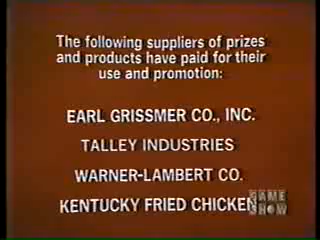 The following suppliers of prizes
and products have paid for their
use and promotion:
EARL GRISSMER CO., INC.
TALLEY INDUSTRIES
WARNER-LAMBERT CO.
KENTUCKY FRIED CHICKEN
GAME
SHOW